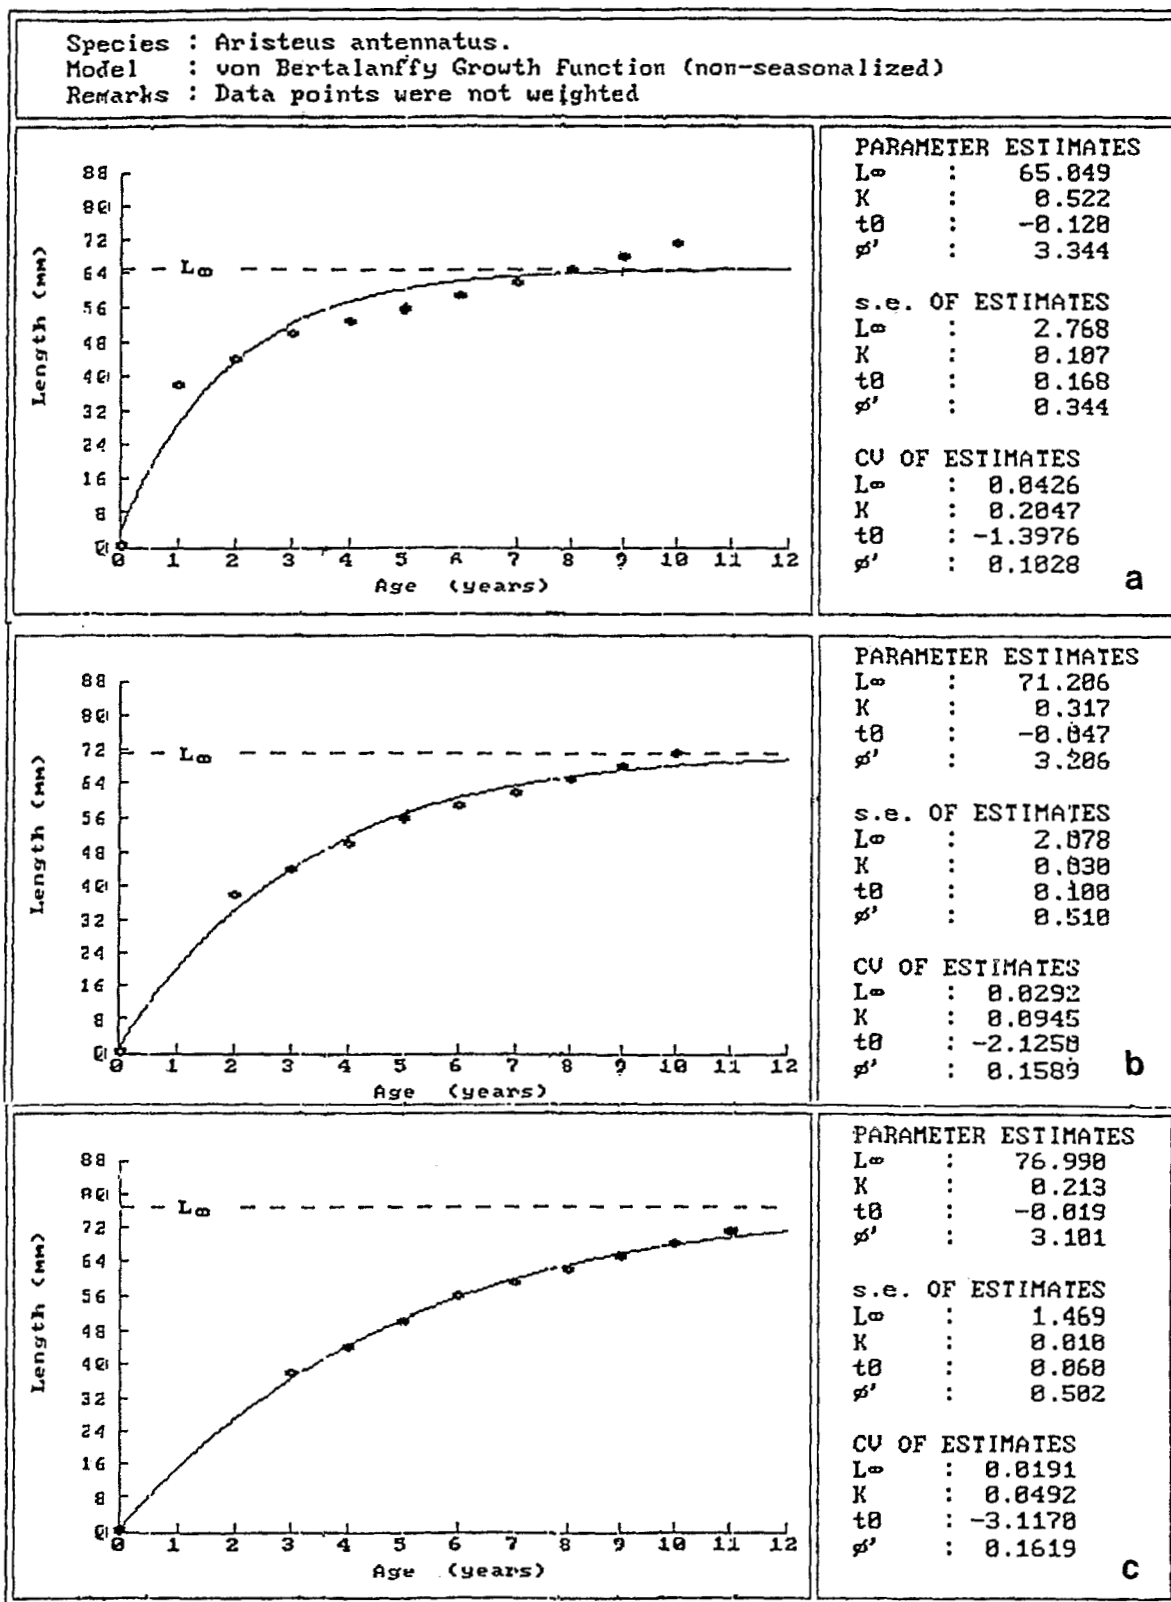 Species : Aristeus antennatus.
Model : von Bertalanffy Growth Function (non-seasonalized)
Remarks : Data points were not weighted
88
80
72
64
56
48
40
32
24
16
8
0
Length (mm)
L∞
0 1 2 3 4 5 6 7 8 9 10 11 12
Age (years)
PARAMETER ESTIMATES
L∞ : 65.049
K : 0.522
t0 : -0.120
ø' : 3.344
s.e. OF ESTIMATES
L∞ : 2.768
K : 0.107
t0 : 0.168
ø' : 0.344
CV OF ESTIMATES
L∞ : 0.0426
K : 0.2047
t0 : -1.3976
ø' : 0.1028
a
88
80
72
64
56
48
40
32
24
16
8
0
Length (mm)
L∞
0 1 2 3 4 5 6 7 8 9 10 11 12
Age (years)
PARAMETER ESTIMATES
L∞ : 71.206
K : 0.317
t0 : -0.047
ø' : 3.206
s.e. OF ESTIMATES
L∞ : 2.078
K : 0.030
t0 : 0.100
ø' : 0.510
CV OF ESTIMATES
L∞ : 0.0292
K : 0.0945
t0 : -2.1250
ø' : 0.1589
b
88
80
72
64
56
48
40
32
24
16
8
0
Length (mm)
L∞
0 1 2 3 4 5 6 7 8 9 10 11 12
Age (years)
PARAMETER ESTIMATES
L∞ : 76.990
K : 0.213
t0 : -0.019
ø' : 3.101
s.e. OF ESTIMATES
L∞ : 1.469
K : 0.010
t0 : 0.060
ø' : 0.502
CV OF ESTIMATES
L∞ : 0.0191
K : 0.0492
t0 : -3.1170
ø' : 0.1619
c